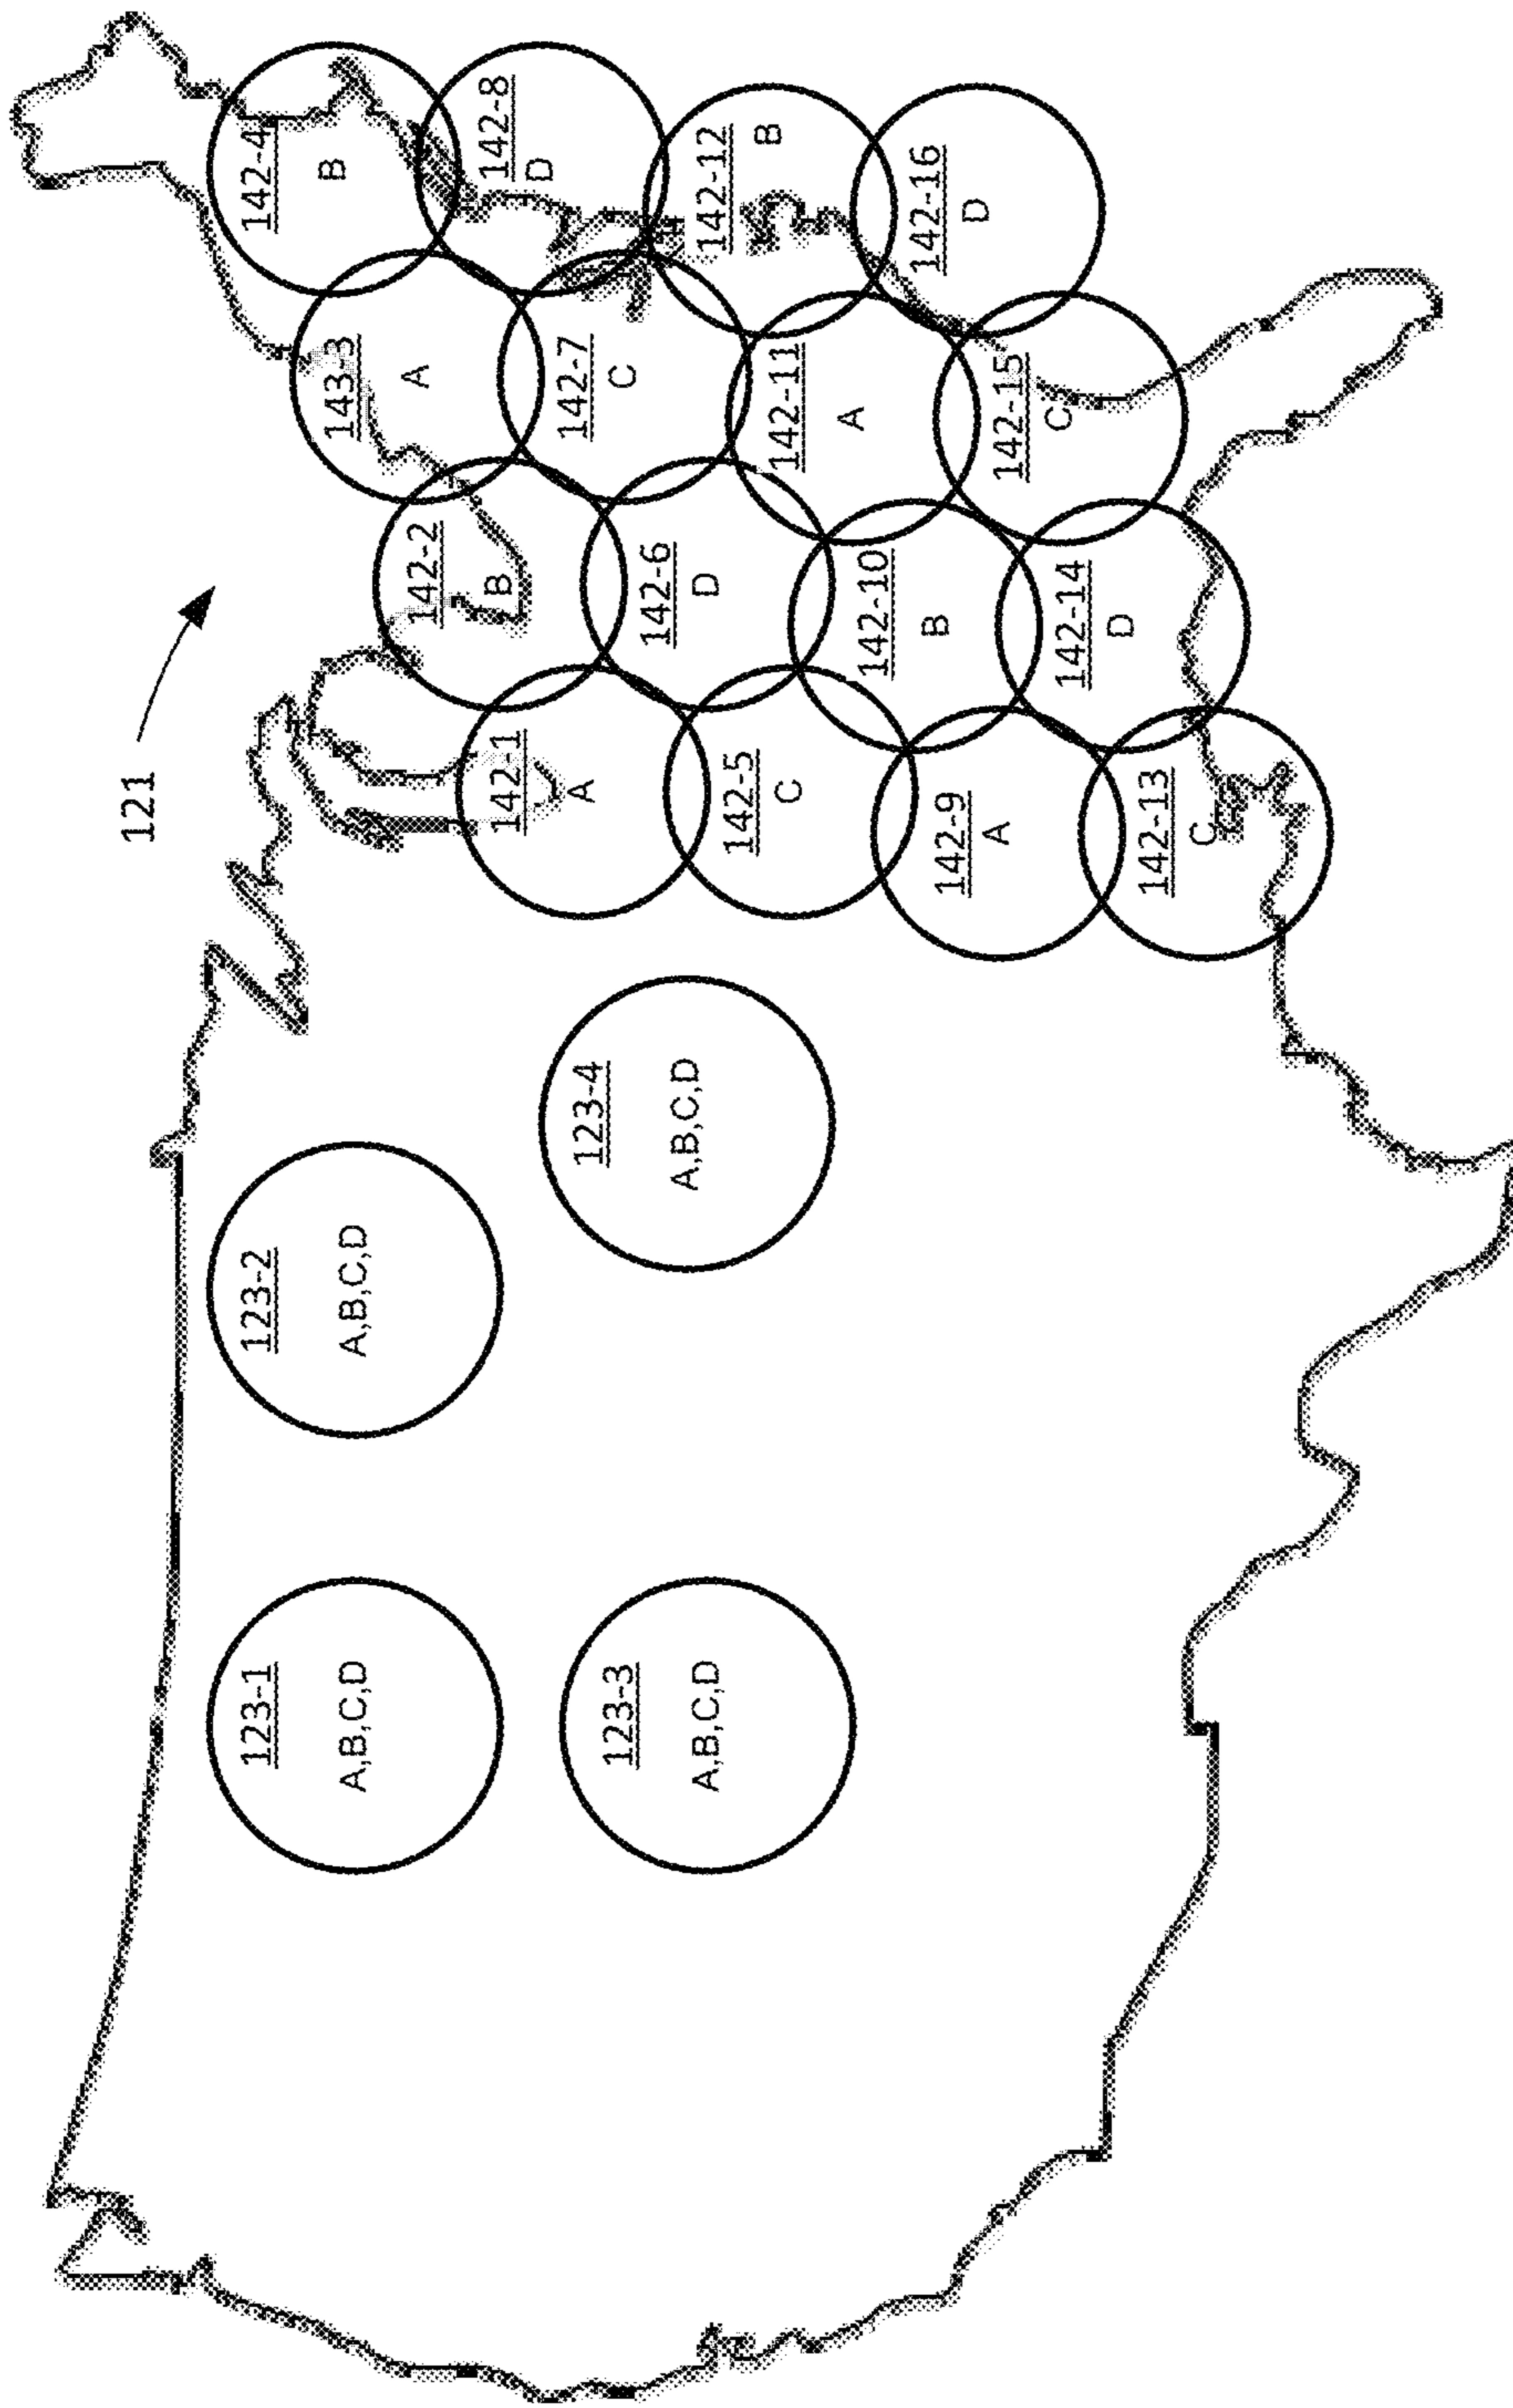 121
123-1
A,B,C,D
123-2
A,B,C,D
123-3
A,B,C,D
123-4
A,B,C,D
142-1
A
142-2
B
143-3
A
142-4
B
142-5
C
142-6
D
142-7
C
142-8
D
142-9
A
142-10
B
142-11
A
142-12
B
142-13
C
142-14
D
142-15
C
142-16
D